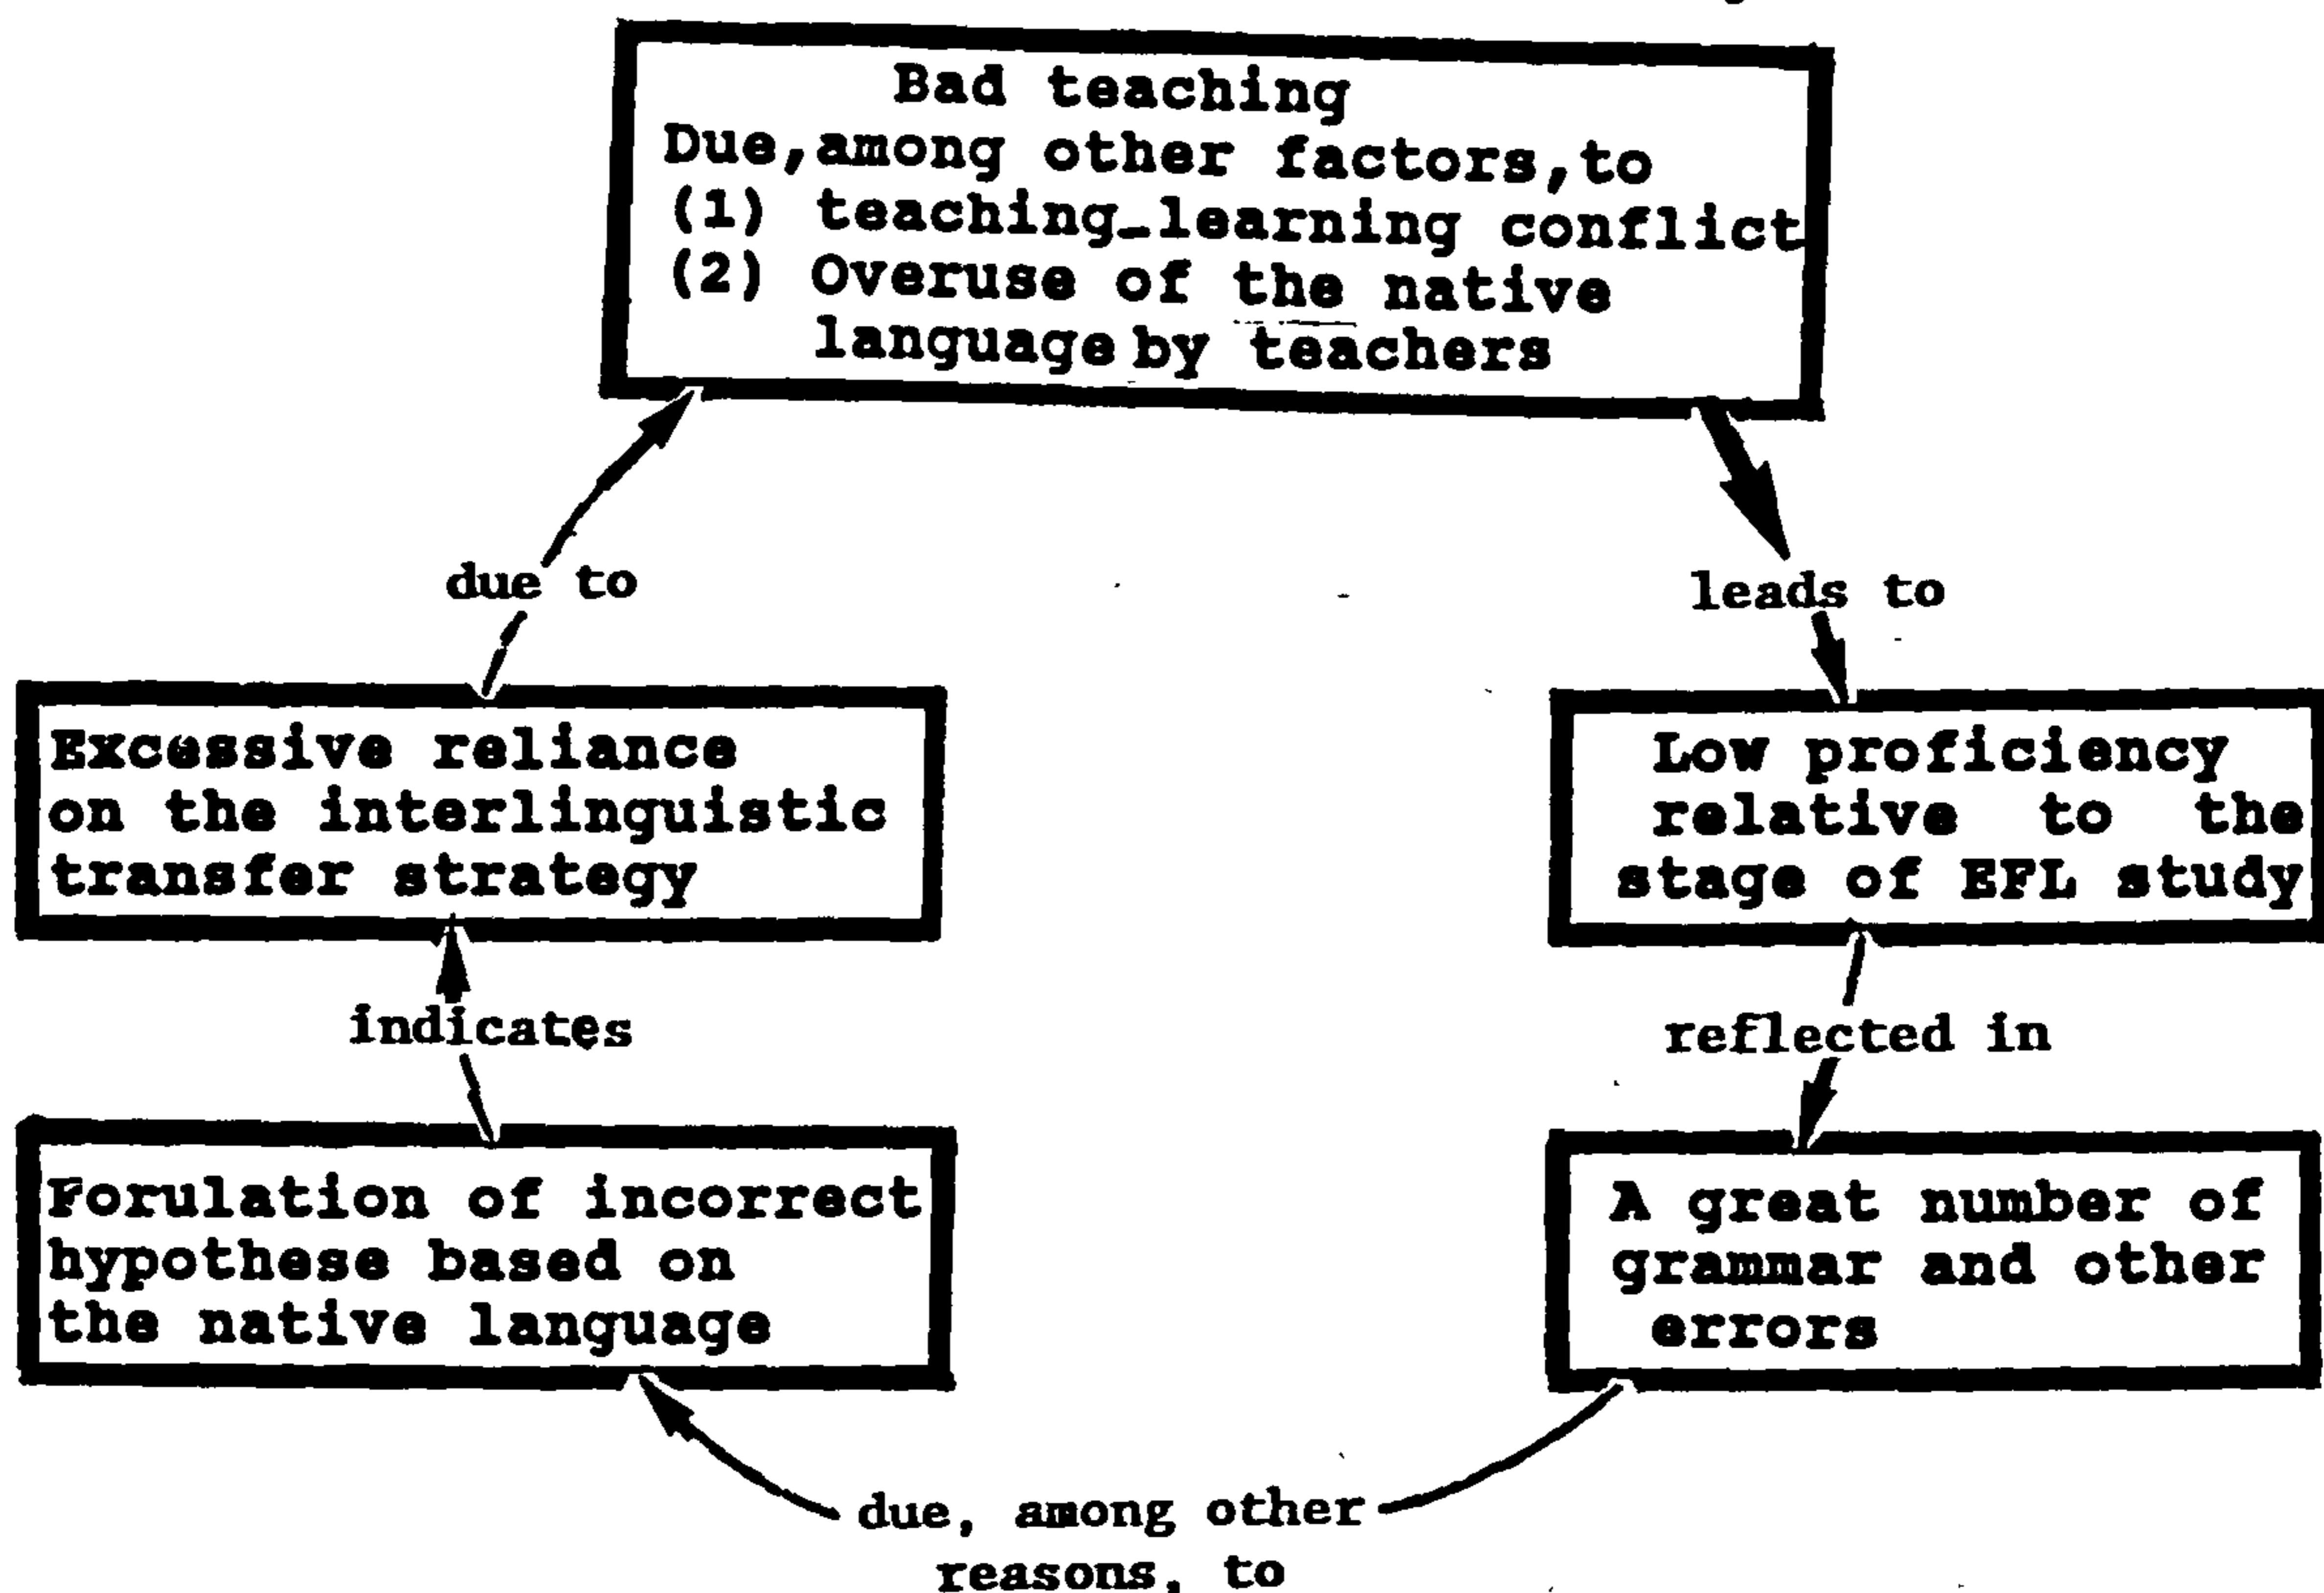 Bad teaching
Due, among other factors, to
(1) teaching-learning conflict
(2) Overuse of the native
language by teachers
due to
leads to
Excessive reliance
on the interlinguistic
transfer strategy
Low proficiency
relative to the
stage of EFL study
indicates
reflected in
Forulation of incorrect
hypothese based on
the native language
A great number of
grammar and other
errors
due, among other
reasons, to